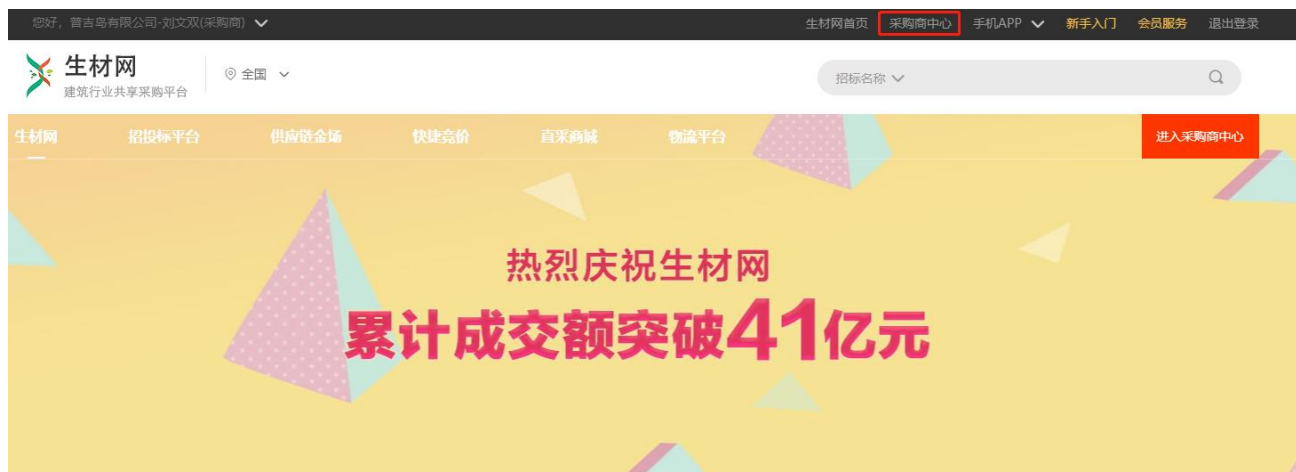 您好，普吉岛有限公司-刘文双(采购商) 生材网首页 采购商中心 手机APP 新手入门 会员服务 退出登录
生材网
建筑行业共享采购平台
全国
招标名称
生材网 招投标平台 供应链金场 快捷竞价 直采商城 物流平台 进入采购商中心
热烈庆祝生材网
累计成交额突破41亿元